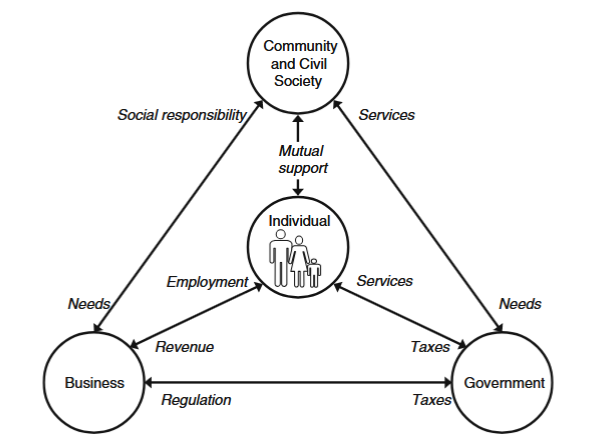 Community
and Civil
Society
Social responsibility
Services
Mutual
support
Individual
Employment
Services
Needs
Needs
Revenue
Taxes
Business
Government
Regulation
Taxes